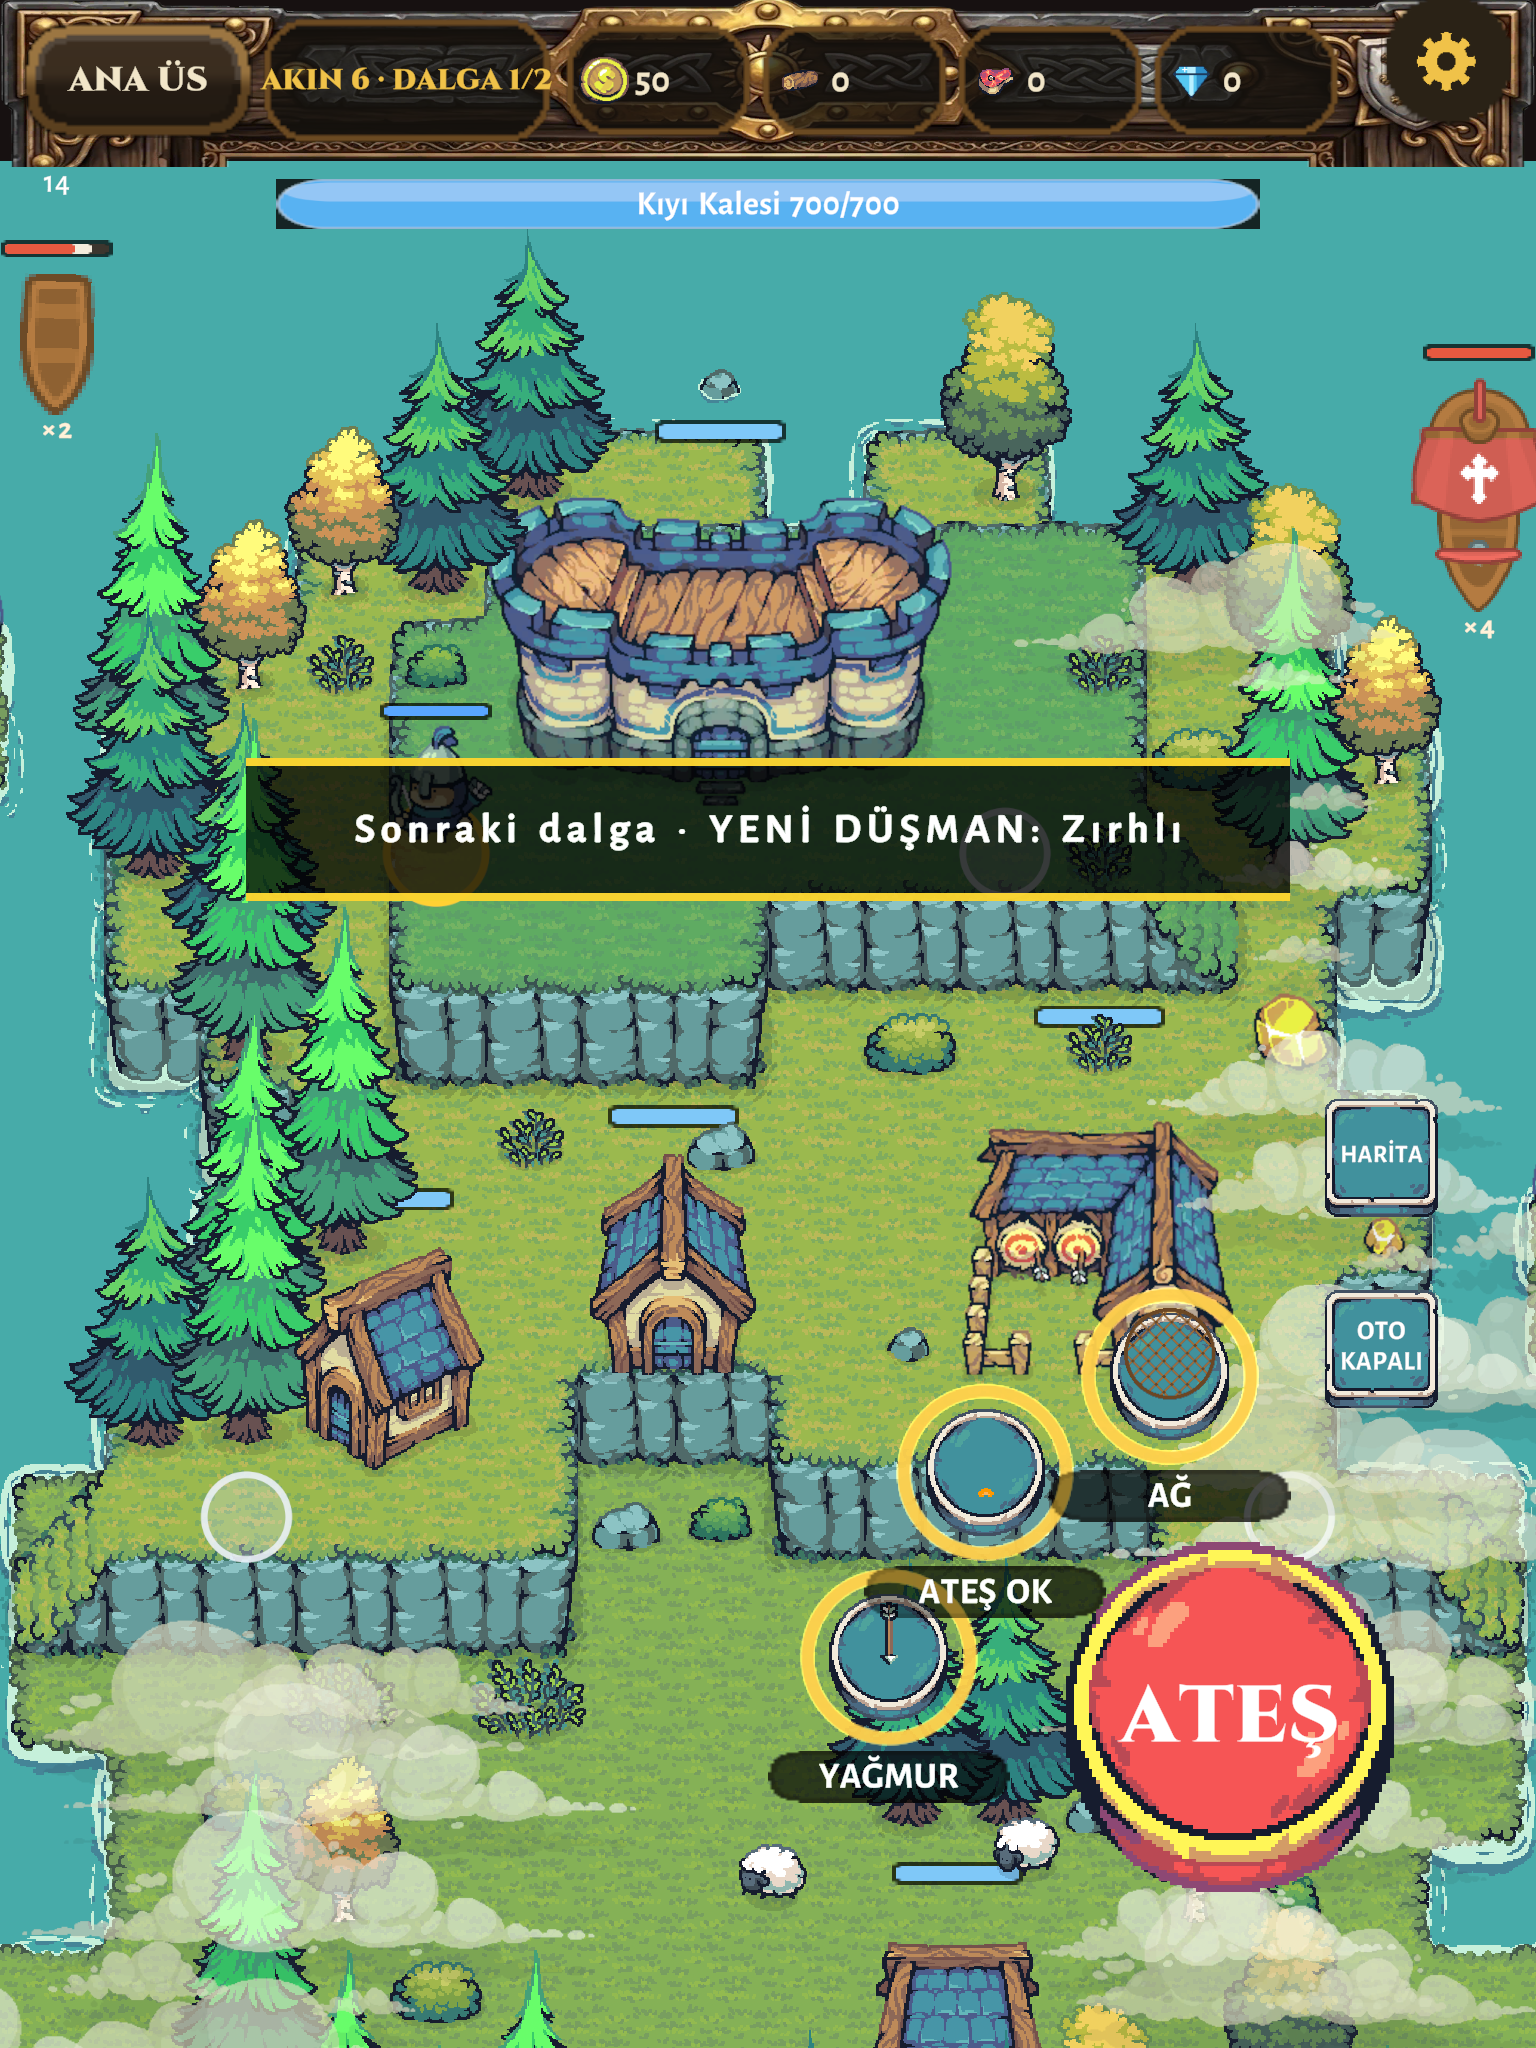 ANA ÜS
AKIN 6 · DALGA 1/2
50
0
0
0
14
Kıyı Kalesi 700/700
×2
×4
Sonraki dalga · YENİ DÜŞMAN: Zırhlı
HARİTA
OTO
KAPALI
AĞ
ATEŞ OK
YAĞMUR
ATEŞ